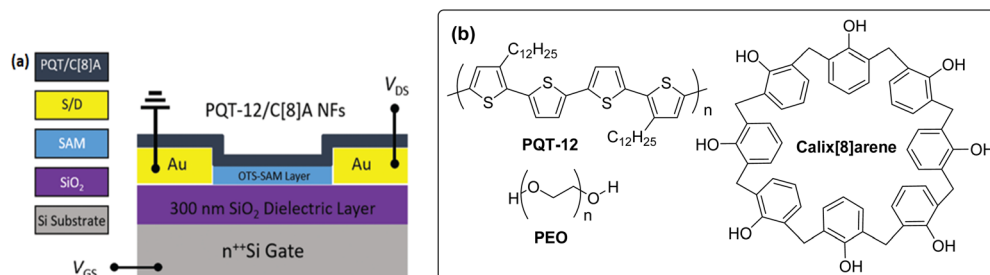 (a)
PQT/C[8]A
S/D
SAM
SiO2
Si Substrate
PQT-12/C[8]A NFs
VDS
Au
Au
OTS-SAM Layer
300 nm SiO2 Dielectric Layer
n++Si Gate
VGS
(b)
C12H25
S
S
S
S
n
C12H25
PQT-12
H
O
O
H
n
PEO
OH
HO
OH
HO
OH
HO
OH
OH
Calix[8]arene